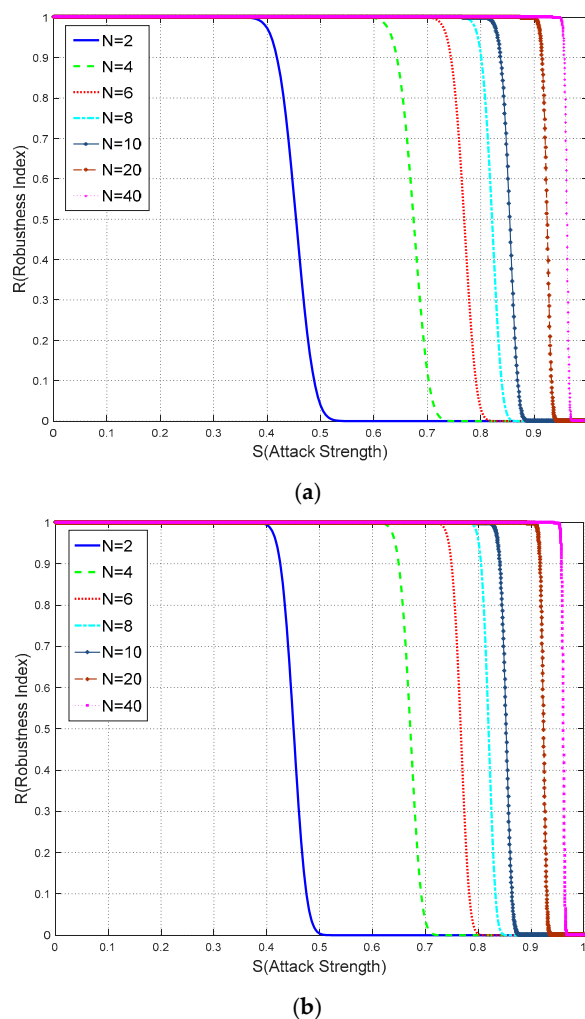 1
0.9
0.8
0.7
0.6
0.5
0.4
0.3
0.2
0.1
0
R(Robustness Index)
N=2
N=4
N=6
N=8
N=10
N=20
N=40
0 0.1 0.2 0.3 0.4 0.5 0.6 0.7 0.8 0.9 1
S(Attack Strength)
(a)
1
0.9
0.8
0.7
0.6
0.5
0.4
0.3
0.2
0.1
0
R(Robustness Index)
N=2
N=4
N=6
N=8
N=10
N=20
N=40
0 0.1 0.2 0.3 0.4 0.5 0.6 0.7 0.8 0.9 1
S(Attack Strength)
(b)